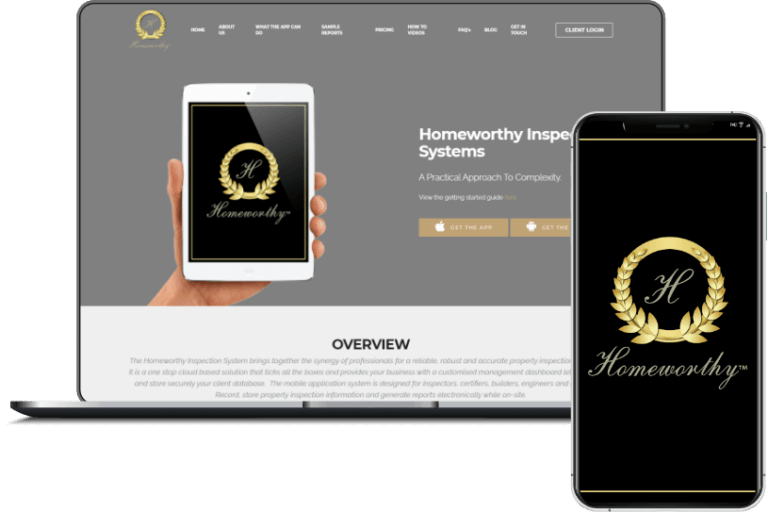 H
Homeworthy
HOME
ABOUT US
WHAT THE APP CAN DO
SAMPLE REPORTS
PRICING
HOW TO VIDEOS
FAQ's
BLOG
GET IN TOUCH
CLIENT LOGIN
H
Homeworthy™
Homeworthy Inspec
Systems
A Practical Approach To Complexity.
View the getting started guide here
GET THE APP
GET THE
OVERVIEW
The Homeworthy Inspection System brings together the synergy of professionals for a reliable, robust and accurate property inspection
It is a one stop cloud based solution that ticks all the boxes and provides your business with a customised management dashboard
and store securely your client database. The mobile application system is designed for inspectors, certifiers, builders, engineers and
Record, store property inspection information and generate reports electronically while on-site.
H
Homeworthy™